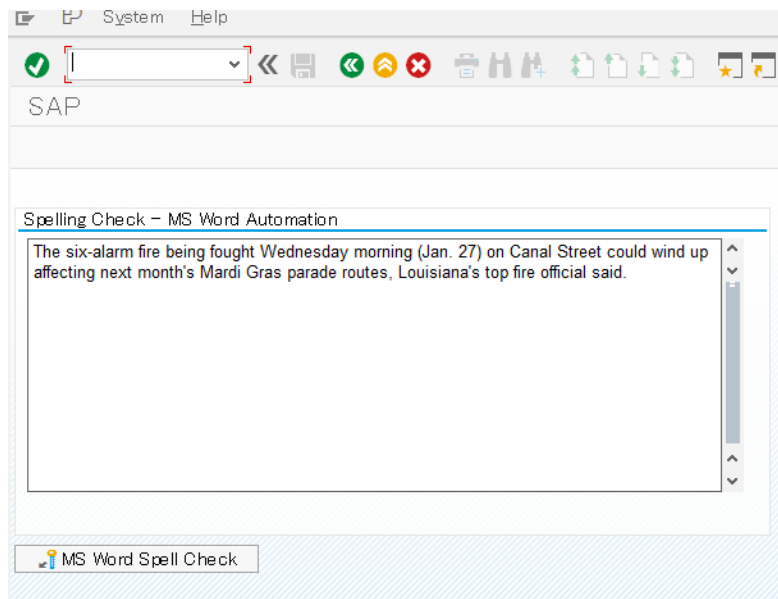 System Help
SAP
Spelling Check - MS Word Automation
The six-alarm fire being fought Wednesday morning (Jan. 27) on Canal Street could wind up
affecting next month's Mardi Gras parade routes, Louisiana's top fire official said.
MS Word Spell Check